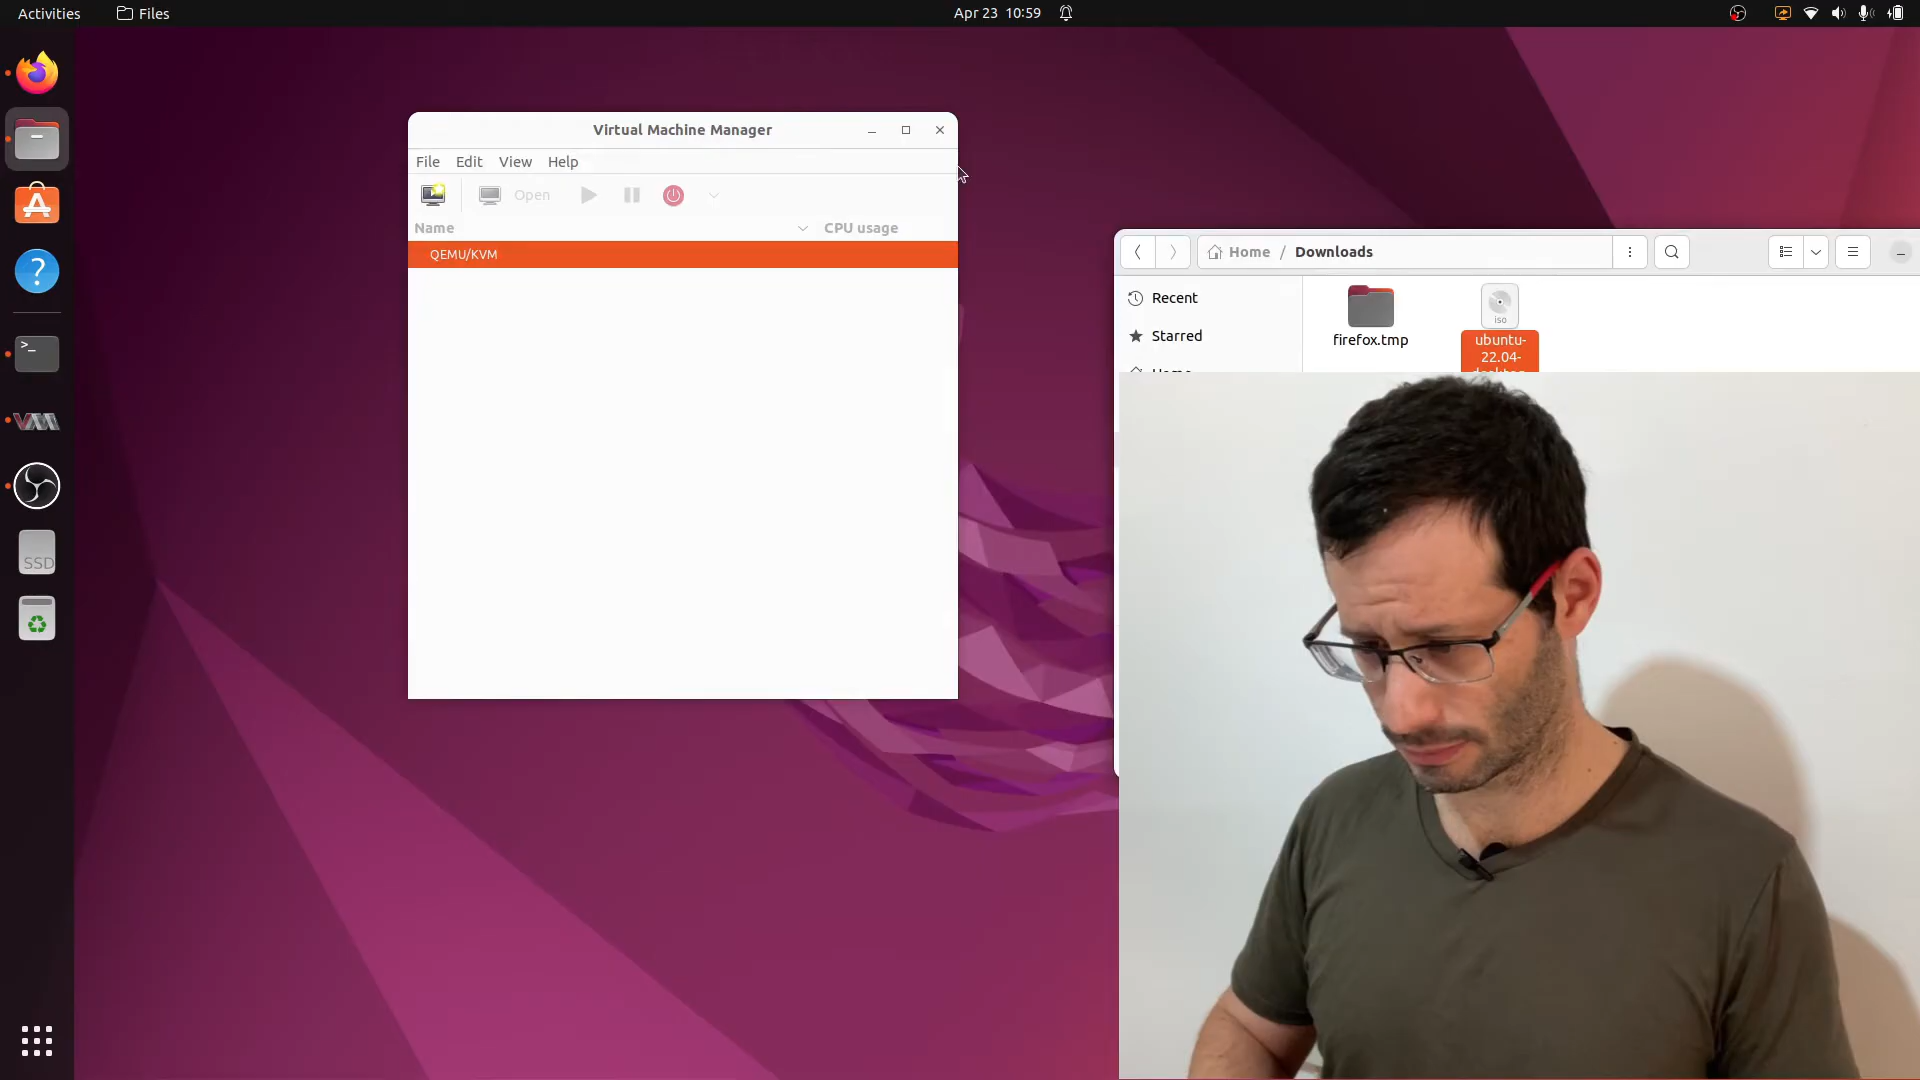 Activities
Files
Apr 23 10:59
Virtual Machine Manager
File Edit View Help
Open
Name CPU usage
QEMU/KVM
Home / Downloads
Recent
Starred
firefox.tmp
iso
ubuntu-
22.04-
SSD